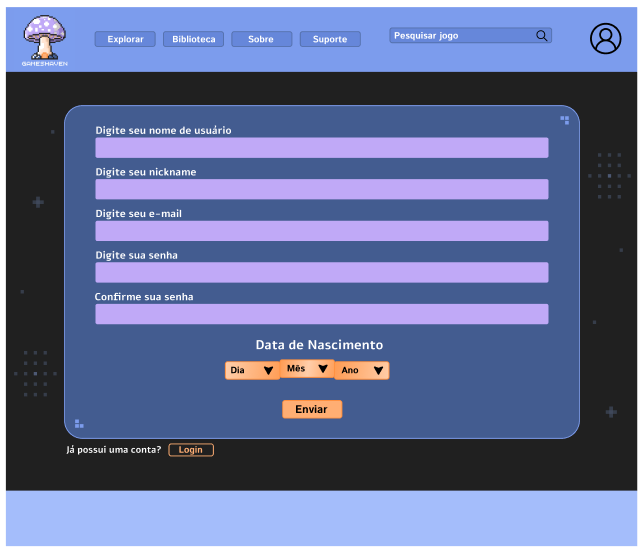 GAMESHAVEN
Explorar
Biblioteca
Sobre
Suporte
Pesquisar jogo
Digite seu nome de usuário
Digite seu nickname
Digite seu e-mail
Digite sua senha
Confirme sua senha
Data de Nascimento
Dia
Mês
Ano
Enviar
Já possui uma conta?
Login